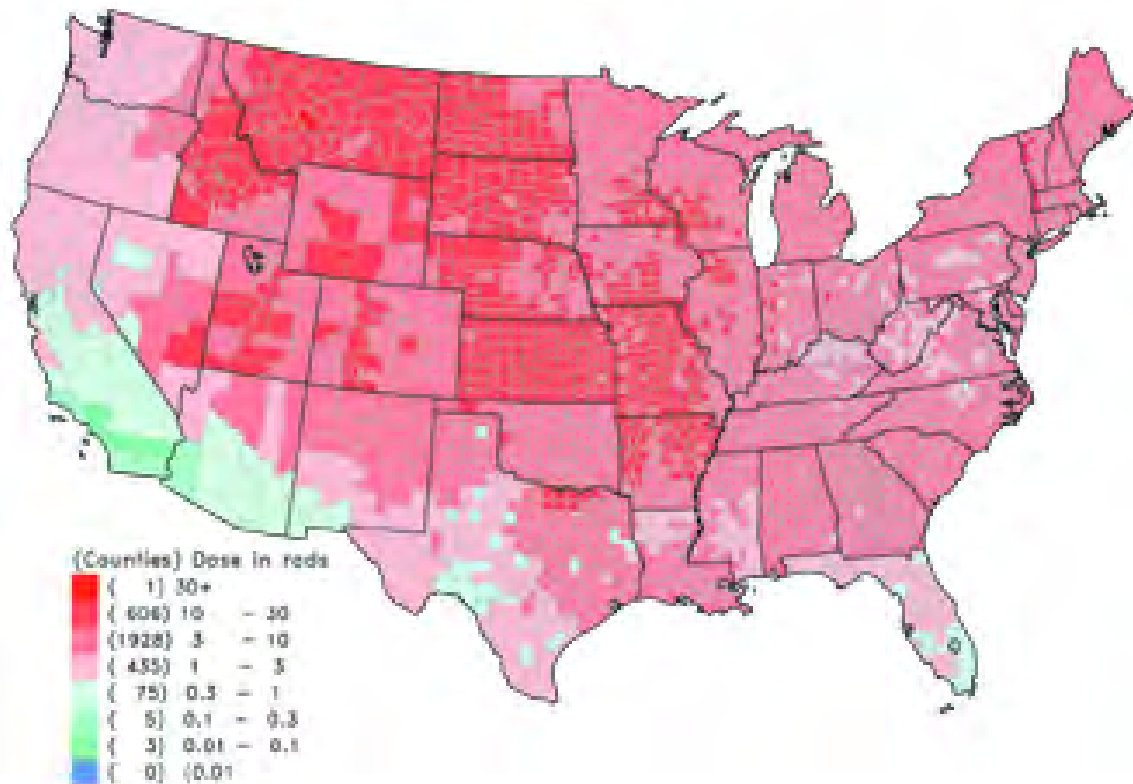 (Counties) Dose in rads
( 1) 30+
( 606) 10 - 30
(1928) 3 - 10
( 435) 1 - 3
( 75) 0.3 - 1
( 5) 0.1 - 0.3
( 3) 0.01 - 0.1
( 0) <0.01